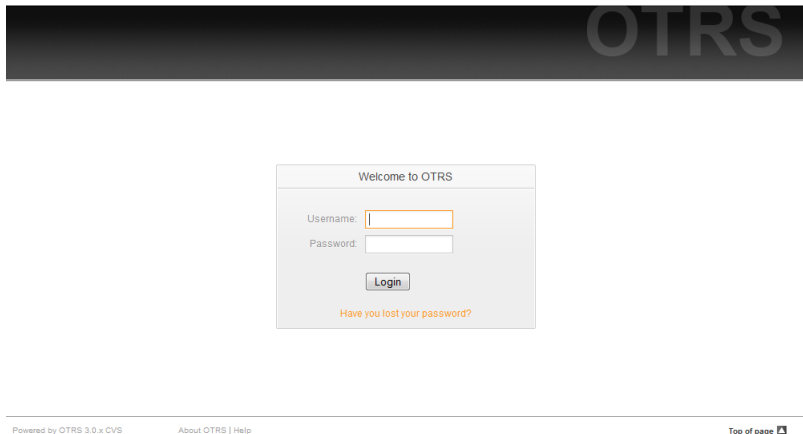 OTRS
Welcome to OTRS
Username:
Password:
Login
Have you lost your password?
Powered by OTRS 3.0.x CVS About OTRS | Help Top of page